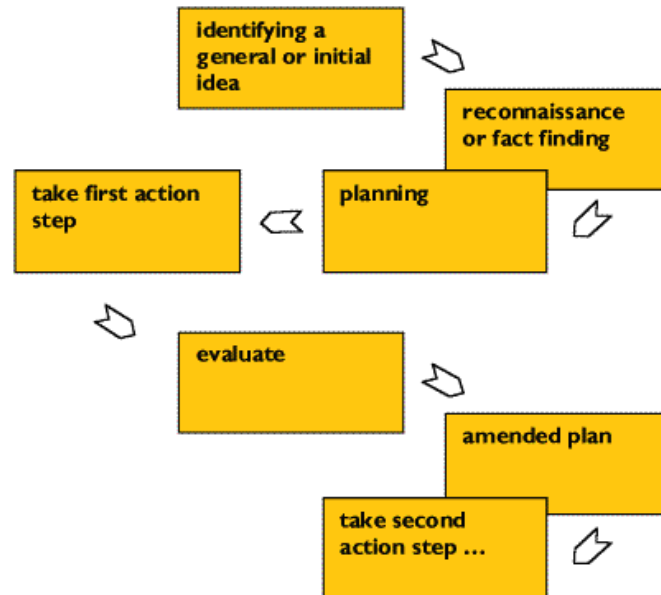 identifying a
general or initial
idea
reconnaissance
or fact finding
planning
take first action
step
evaluate
amended plan
take second
action step ...